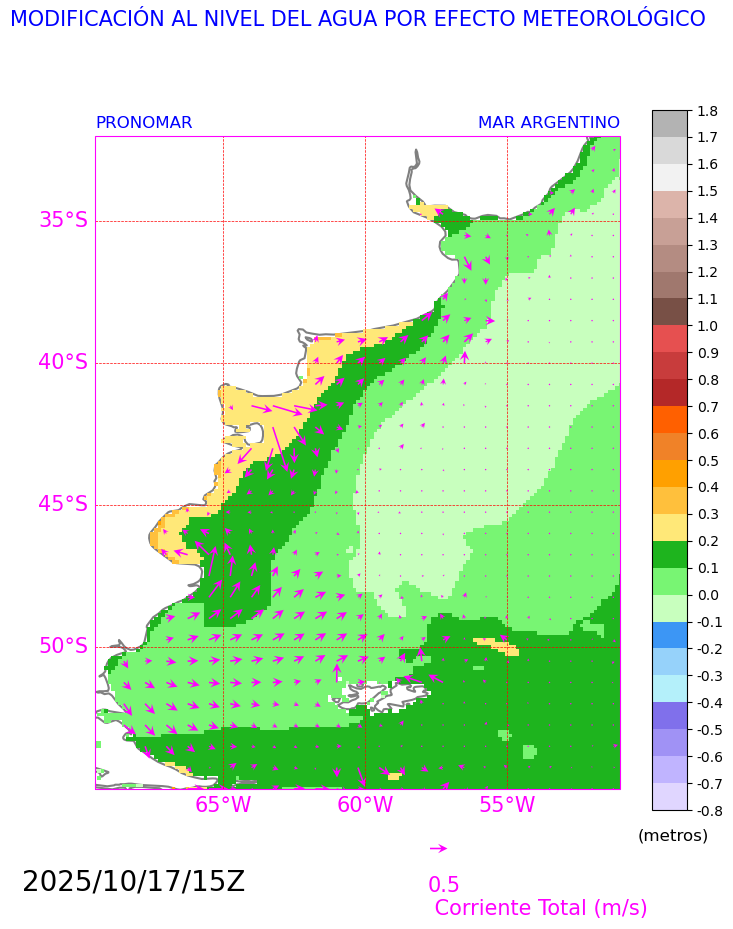 MODIFICACIÓN AL NIVEL DEL AGUA POR EFECTO METEOROLÓGICO
PRONOMAR MAR ARGENTINO
35°S
40°S
45°S
50°S
65°W 60°W 55°W
1.8
1.7
1.6
1.5
1.4
1.3
1.2
1.1
1.0
0.9
0.8
0.7
0.6
0.5
0.4
0.3
0.2
0.1
0.0
-0.1
-0.2
-0.3
-0.4
-0.5
-0.6
-0.7
-0.8
(metros)
2025/10/17/15Z
0.5
Corriente Total (m/s)